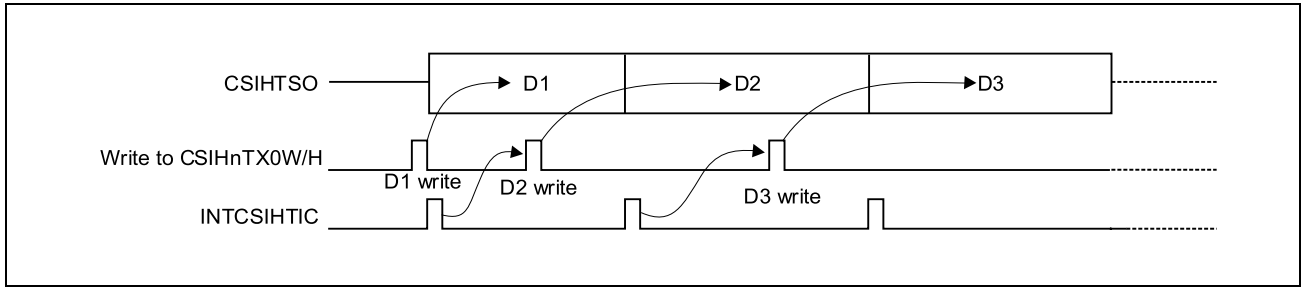 CSIHTSO
D1
D2
D3
Write to CSIHnTX0W/H
D1 write
D2 write
D3 write
INTCSIHTIC